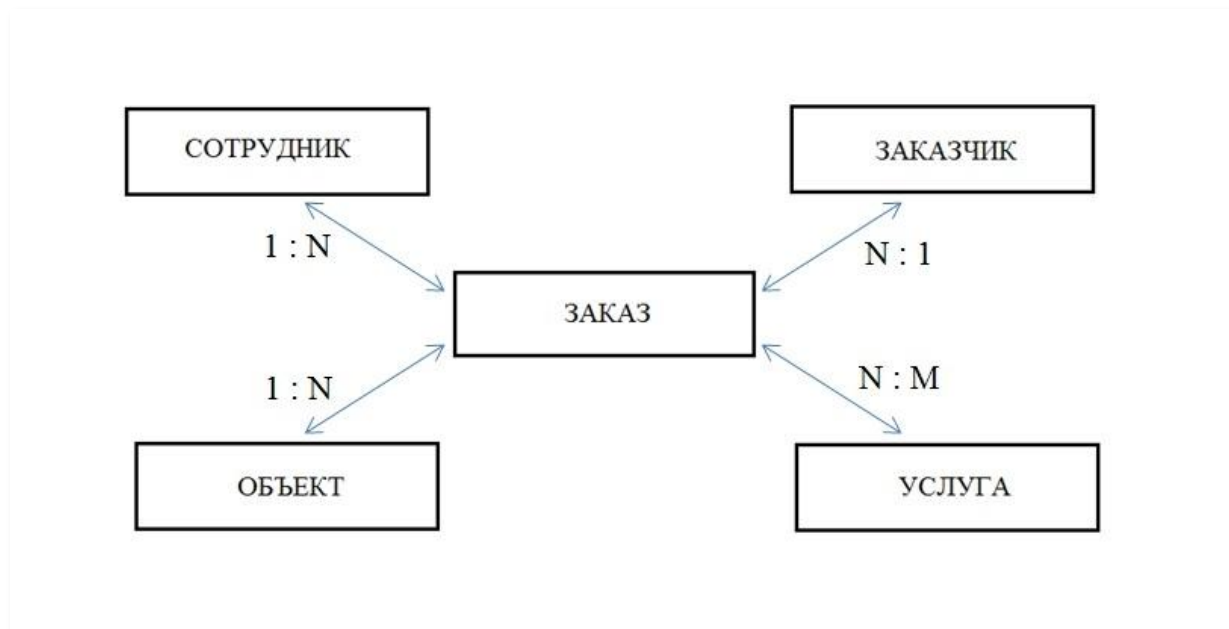 СОТРУДНИК
ЗАКАЗЧИК
1 : N
N : 1
ЗАКАЗ
1 : N
N : M
ОБЪЕКТ
УСЛУГА